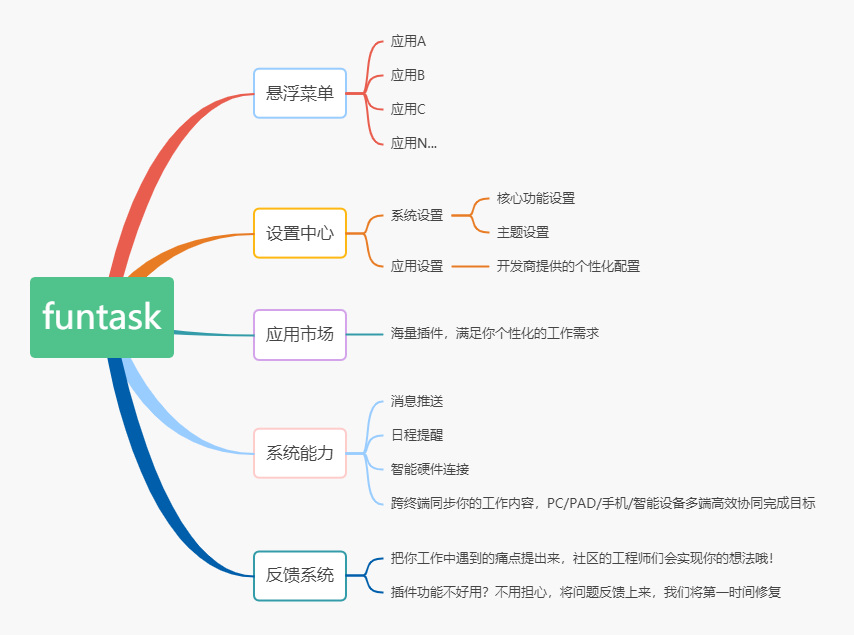 funtask
悬浮菜单
应用A
应用B
应用C
应用N...
设置中心
系统设置
核心功能设置
主题设置
应用设置
开发商提供的个性化配置
应用市场
海量插件，满足你个性化的工作需求
系统能力
消息推送
日程提醒
智能硬件连接
跨终端同步你的工作内容，PC/PAD/手机/智能设备多端高效协同完成目标
反馈系统
把你工作中遇到的痛点提出来，社区的工程师们会实现你的想法哦！
插件功能不好用？不用担心，将问题反馈上来，我们将第一时间修复